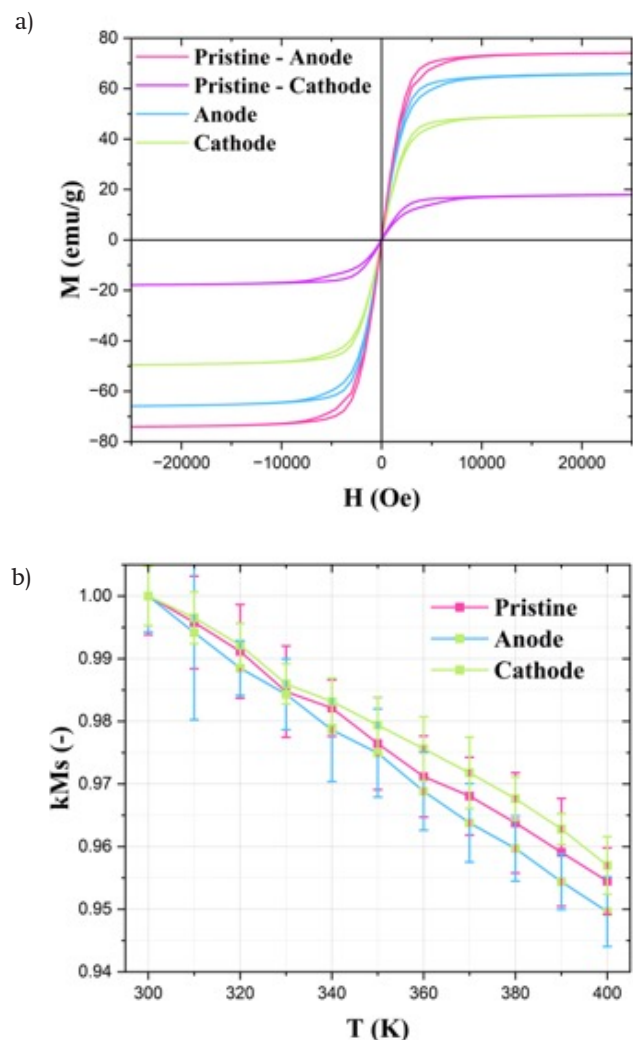 a)
80
Pristine - Anode
Pristine - Cathode
Anode
Cathode
60
40
20
0
−20
−40
−60
−80
M (emu/g)
−20000 −10000 0 10000 20000
H (Oe)
b)
1.00
Pristine
Anode
Cathode
0.99
0.98
0.97
0.96
0.95
0.94
kMs (-)
300 320 340 360 380 400
T (K)